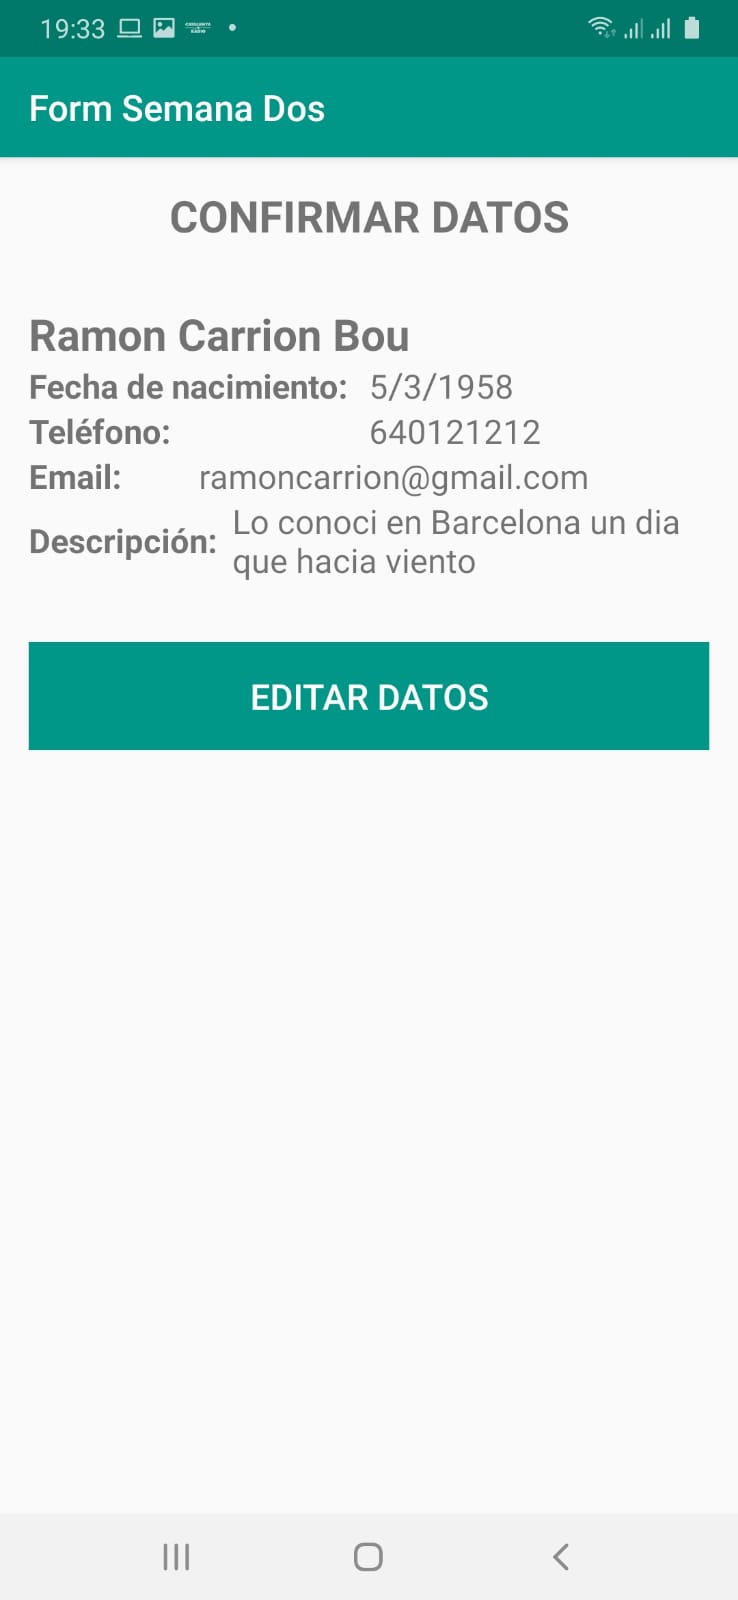 19:33
Form Semana Dos
CONFIRMAR DATOS
Ramon Carrion Bou
Fecha de nacimiento: 5/3/1958
Teléfono: 640121212
Email: ramoncarrion@gmail.com
Descripción: Lo conoci en Barcelona un dia
que hacia viento
EDITAR DATOS